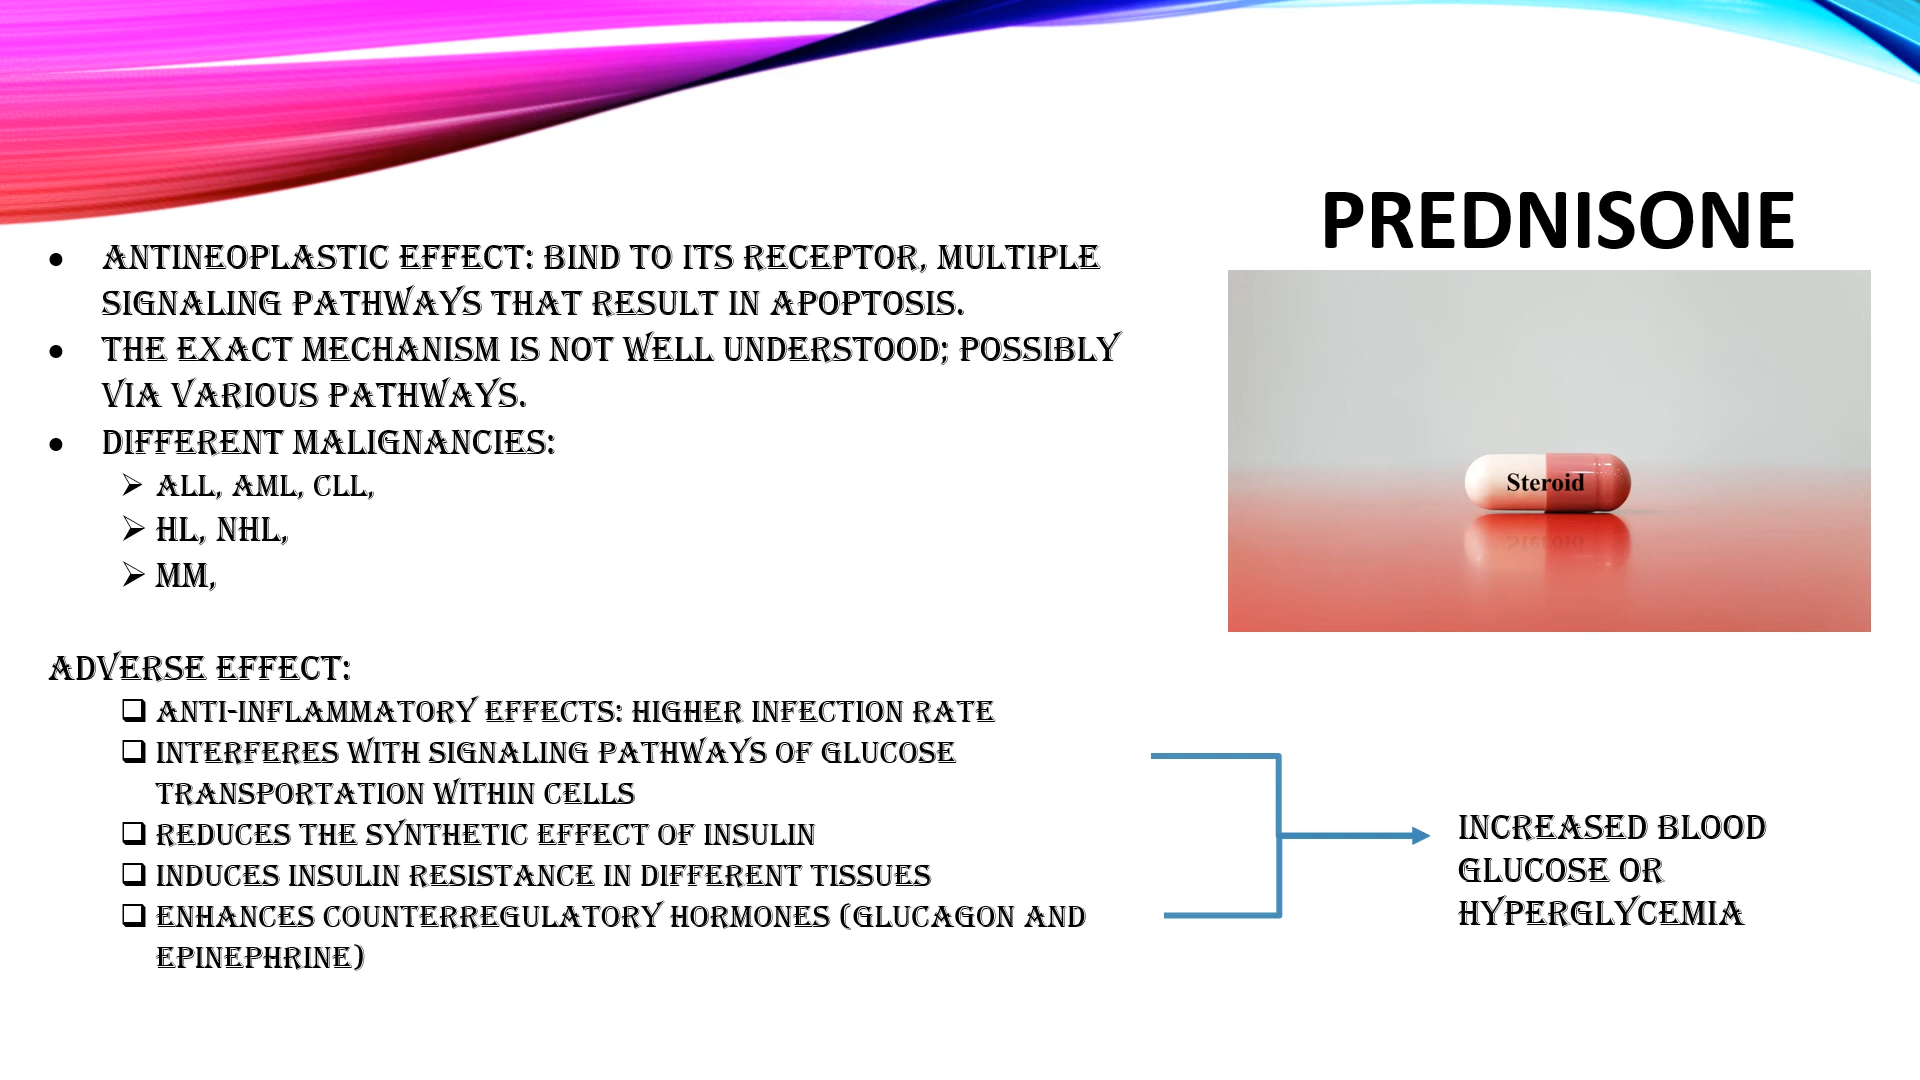 PREDNISONE
• ANTINEOPLASTIC EFFECT: BIND TO ITS RECEPTOR, MULTIPLE
SIGNALING PATHWAYS THAT RESULT IN APOPTOSIS.
• THE EXACT MECHANISM IS NOT WELL UNDERSTOOD; POSSIBLY
VIA VARIOUS PATHWAYS.
• DIFFERENT MALIGNANCIES:
➢ ALL, AML, CLL,
➢ HL, NHL,
➢ MM,
Steroid
ADVERSE EFFECT:
❑ ANTI-INFLAMMATORY EFFECTS: HIGHER INFECTION RATE
❑ INTERFERES WITH SIGNALING PATHWAYS OF GLUCOSE
TRANSPORTATION WITHIN CELLS
❑ REDUCES THE SYNTHETIC EFFECT OF INSULIN
❑ INDUCES INSULIN RESISTANCE IN DIFFERENT TISSUES
❑ ENHANCES COUNTERREGULATORY HORMONES (GLUCAGON AND
EPINEPHRINE)
INCREASED BLOOD
GLUCOSE OR
HYPERGLYCEMIA